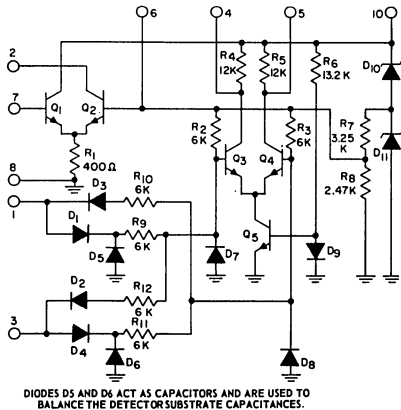 6 4 5 10
2
R4 12K R5 12K R6 13.2K D10
7 Q1 Q2
R2 6K R3 6K R7 3.25 K D11
R1 400Ω Q3 Q4 R8 2.47K
8
D3 R10 6K
1
D1 R9 6K Q5
D5 D7 D9
D2 R12 6K
3 D4 R11 6K
D6 D8
DIODES D5 AND D6 ACT AS CAPACITORS AND ARE USED TO
BALANCE THE DETECTOR SUBSTRATE CAPACITANCES.